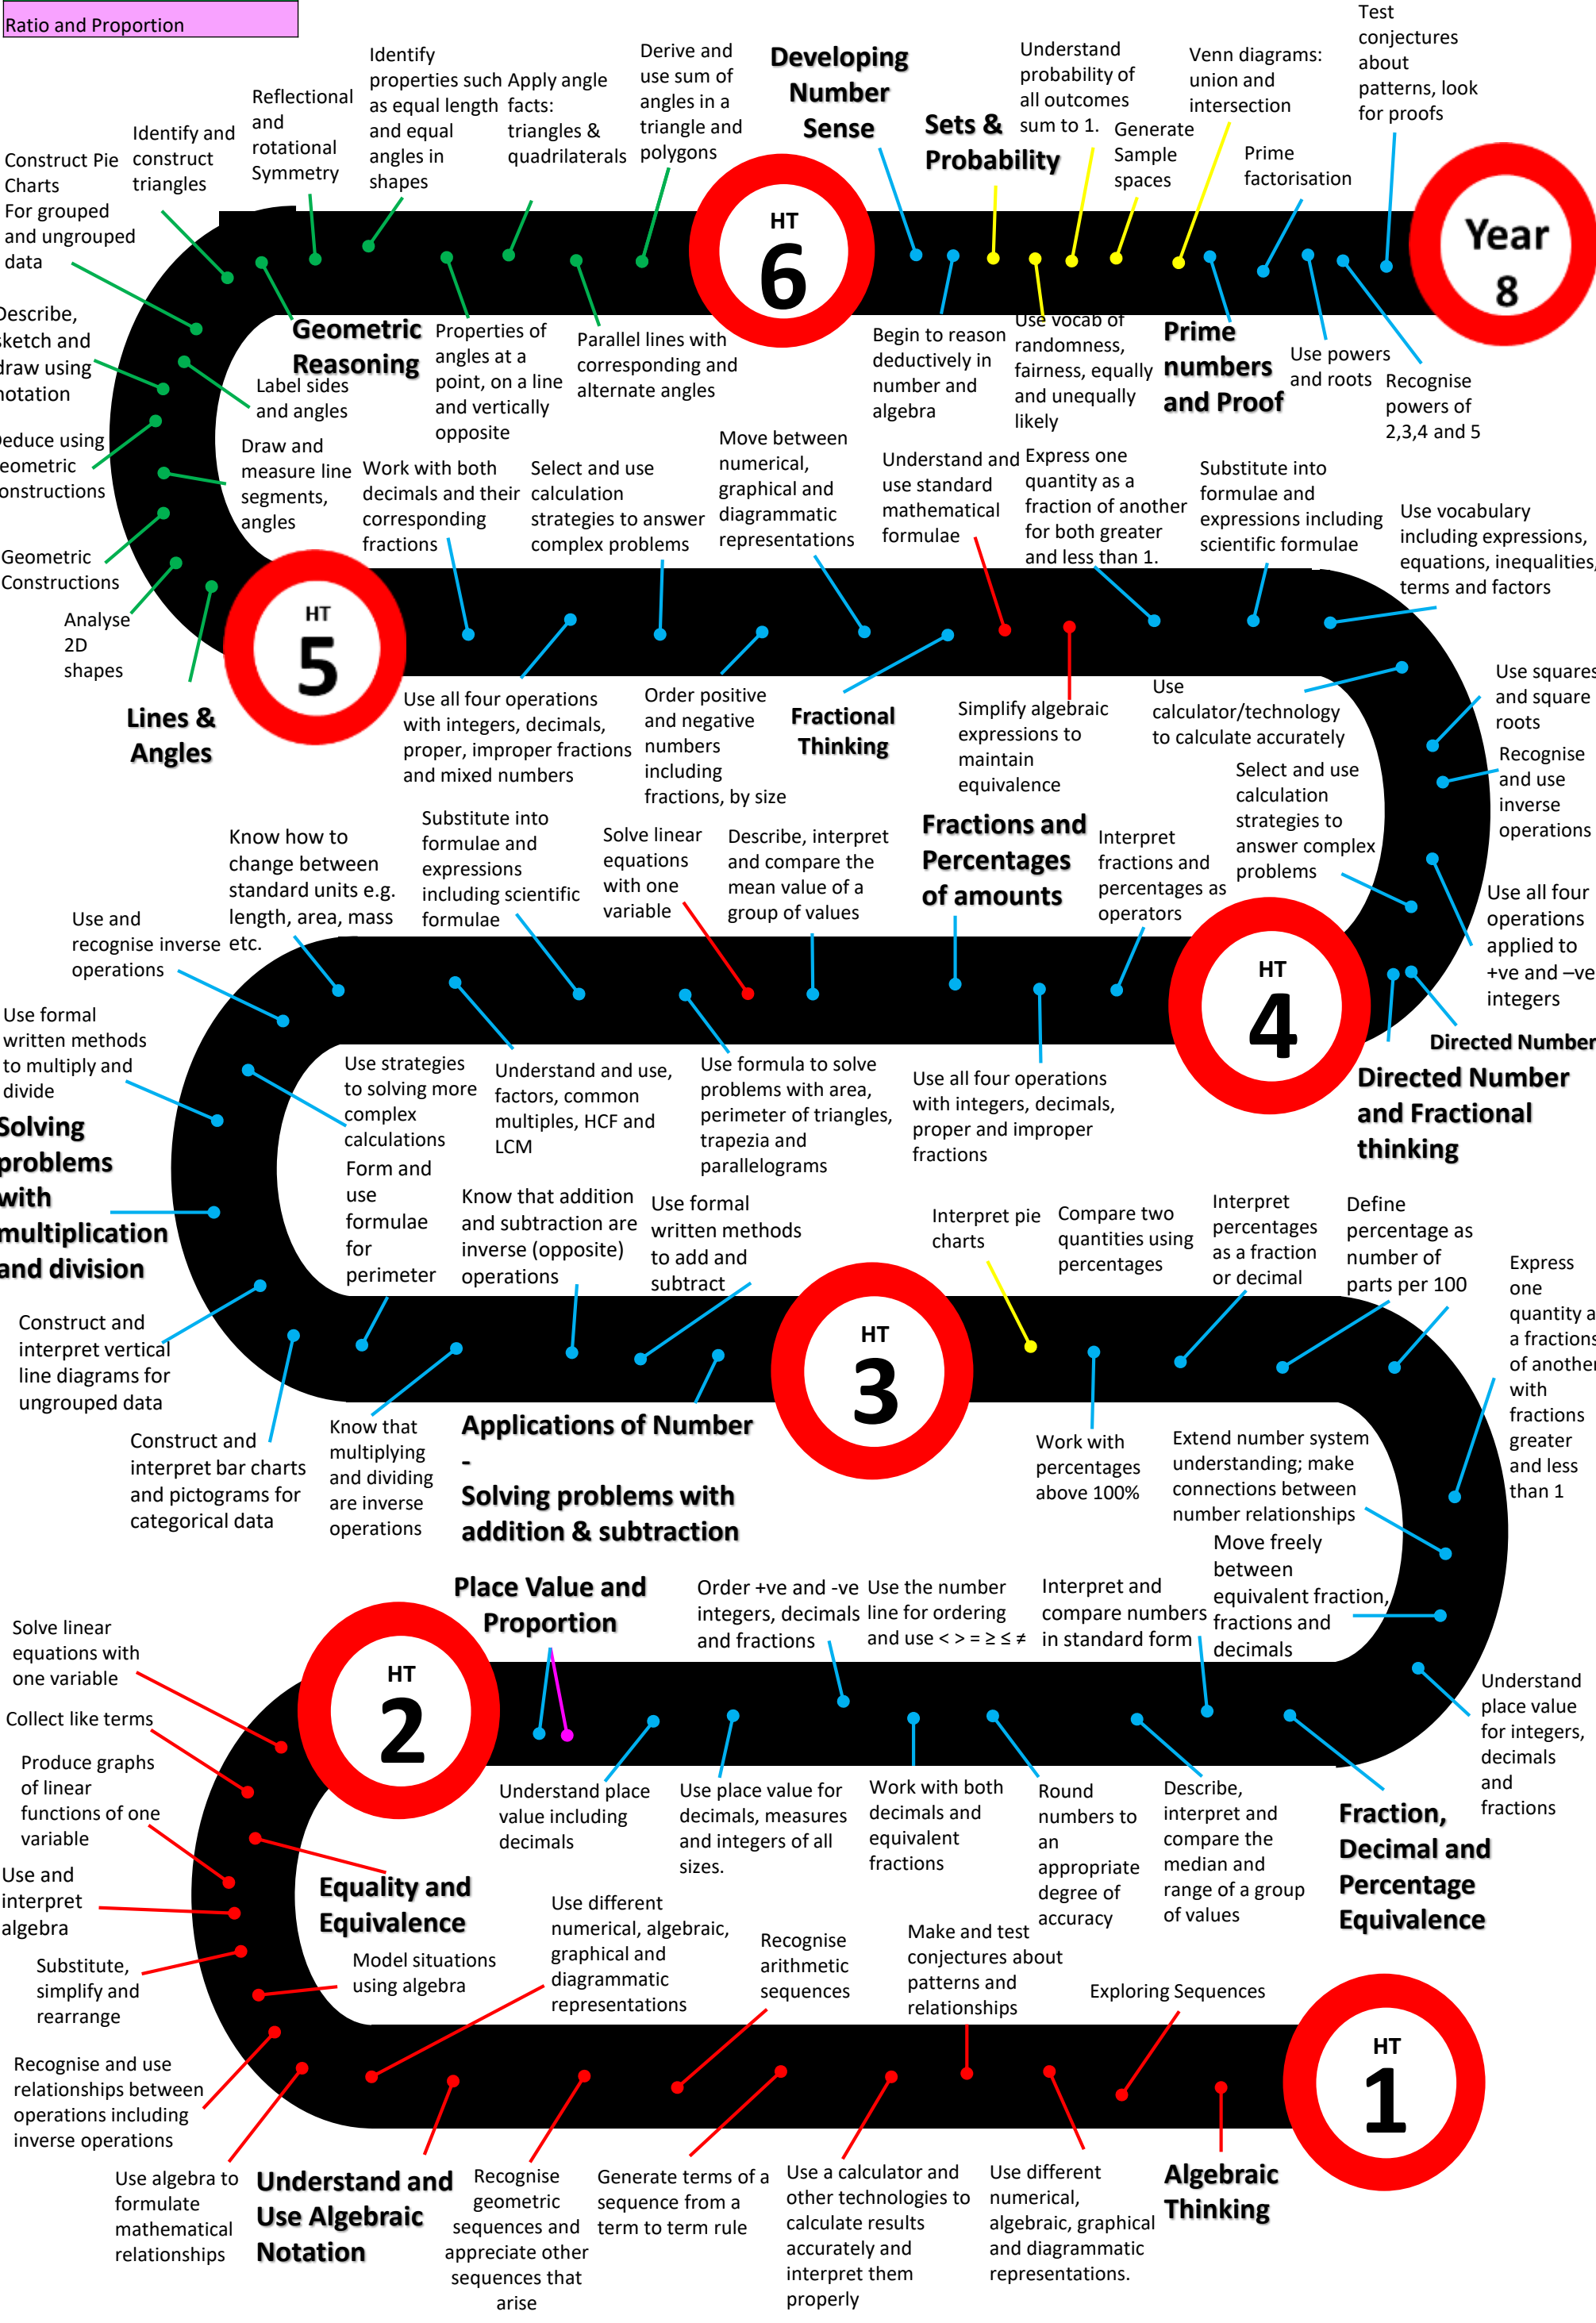 Ratio and Proportion
Construct Pie
Charts
For grouped
and ungrouped
data
Identify and
construct
triangles
Reflectional
and
rotational
Symmetry
Identify
properties such
as equal length
and equal
angles in
shapes
Apply angle
facts:
triangles &
quadrilaterals
Derive and
use sum of
angles in a
triangle and
polygons
Developing
Number
Sense
Sets &
Probability
Understand
probability of
all outcomes
sum to 1.
Generate
Sample
spaces
Venn diagrams:
union and
intersection
Prime
factorisation
Test
conjectures
about
patterns, look
for proofs
HT
6
Year
8
Describe,
sketch and
draw using
notation
Geometric
Reasoning
Label sides
and angles
Properties of
angles at a
point, on a line
and vertically
opposite
Parallel lines with
corresponding and
alternate angles
Begin to reason
deductively in
number and
algebra
Use vocab of
randomness,
fairness, equally
and unequally
likely
Prime
numbers
and Proof
Use powers
and roots
Recognise
powers of
2,3,4 and 5
Deduce using
geometric
constructions
Draw and
measure line
segments,
angles
Geometric
Constructions
Analyse
2D
shapes
Work with both
decimals and their
corresponding
fractions
Select and use
calculation
strategies to answer
complex problems
Move between
numerical,
graphical and
diagrammatic
representations
Understand and
use standard
mathematical
formulae
Express one
quantity as a
fraction of another
for both greater
and less than 1.
Substitute into
formulae and
expressions including
scientific formulae
Use vocabulary
including expressions,
equations, inequalities,
terms and factors
HT
5
Lines &
Angles
Use all four operations
with integers, decimals,
proper, improper fractions
and mixed numbers
Order positive
and negative
numbers
including
fractions, by size
Fractional
Thinking
Simplify algebraic
expressions to
maintain
equivalence
Use
calculator/technology
to calculate accurately
Use squares
and square
roots
Recognise
and use
inverse
operations
Select and use
calculation
strategies to
answer complex
problems
Use all four
operations
applied to
+ve and –ve
integers
Directed Number
Directed Number
and Fractional
thinking
Use and
recognise inverse
operations
Know how to
change between
standard units e.g.
length, area, mass
etc.
Substitute into
formulae and
expressions
including scientific
formulae
Solve linear
equations
with one
variable
Describe, interpret
and compare the
mean value of a
group of values
Fractions and
Percentages
of amounts
Interpret
fractions and
percentages as
operators
HT
4
Use formal
written methods
to multiply and
divide
Solving
problems
with
multiplication
and division
Use strategies
to solving more
complex
calculations
Understand and use,
factors, common
multiples, HCF and
LCM
Use formula to solve
problems with area,
perimeter of triangles,
trapezia and
parallelograms
Use all four operations
with integers, decimals,
proper and improper
fractions
Form and
use
formulae
for
perimeter
Know that addition
and subtraction are
inverse (opposite)
operations
Use formal
written methods
to add and
subtract
Interpret pie
charts
Compare two
quantities using
percentages
Interpret
percentages
as a fraction
or decimal
Define
percentage as
number of
parts per 100
Express
one
quantity a
a fractions
of another
with
fractions
greater
and less
than 1
HT
3
Construct and
interpret vertical
line diagrams for
ungrouped data
Construct and
interpret bar charts
and pictograms for
categorical data
Know that
multiplying
and dividing
are inverse
operations
Applications of Number
-
Solving problems with
addition & subtraction
Work with
percentages
above 100%
Extend number system
understanding; make
connections between
number relationships
Move freely
between
equivalent fraction,
fractions and
decimals
Place Value and
Proportion
Order +ve and -ve
integers, decimals
and fractions
Use the number
line for ordering
and use < > = ≥ ≤ ≠
Interpret and
compare numbers
in standard form
Understand
place value
for integers,
decimals
and
fractions
HT
2
Solve linear
equations with
one variable
Collect like terms
Produce graphs
of linear
functions of one
variable
Use and
interpret
algebra
Substitute,
simplify and
rearrange
Understand place
value including
decimals
Use place value for
decimals, measures
and integers of all
sizes.
Work with both
decimals and
equivalent
fractions
Round
numbers to
an
appropriate
degree of
accuracy
Describe,
interpret and
compare the
median and
range of a group
of values
Fraction,
Decimal and
Percentage
Equivalence
Equality and
Equivalence
Model situations
using algebra
Use different
numerical, algebraic,
graphical and
diagrammatic
representations
Recognise
arithmetic
sequences
Make and test
conjectures about
patterns and
relationships
Exploring Sequences
HT
1
Recognise and use
relationships between
operations including
inverse operations
Use algebra to
formulate
mathematical
relationships
Understand and
Use Algebraic
Notation
Recognise
geometric
sequences and
appreciate other
sequences that
arise
Generate terms of a
sequence from a
term to term rule
Use a calculator and
other technologies to
calculate results
accurately and
interpret them
properly
Use different
numerical,
algebraic, graphical
and diagrammatic
representations.
Algebraic
Thinking